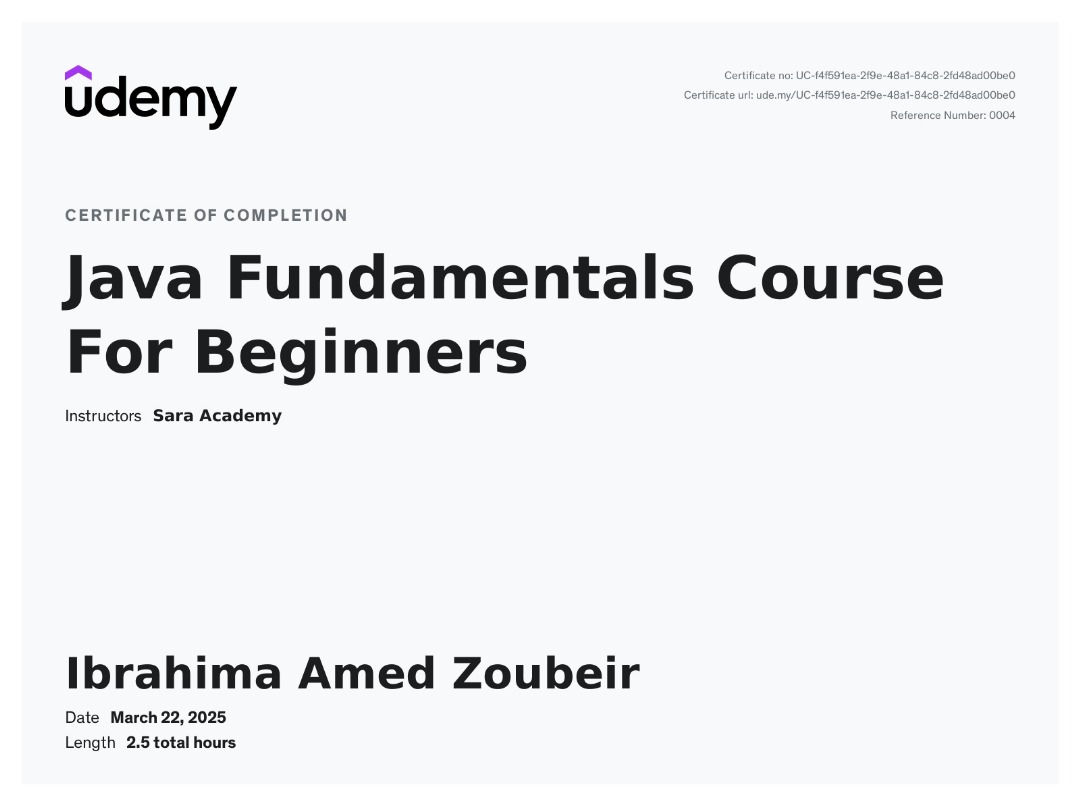 udemy
Certificate no: UC-f4f591ea-2f9e-48a1-84c8-2fd48ad00be0
Certificate url: ude.my/UC-f4f591ea-2f9e-48a1-84c8-2fd48ad00be0
Reference Number: 0004
CERTIFICATE OF COMPLETION
Java Fundamentals Course
For Beginners
Instructors Sara Academy
Ibrahima Amed Zoubeir
Date March 22, 2025
Length 2.5 total hours